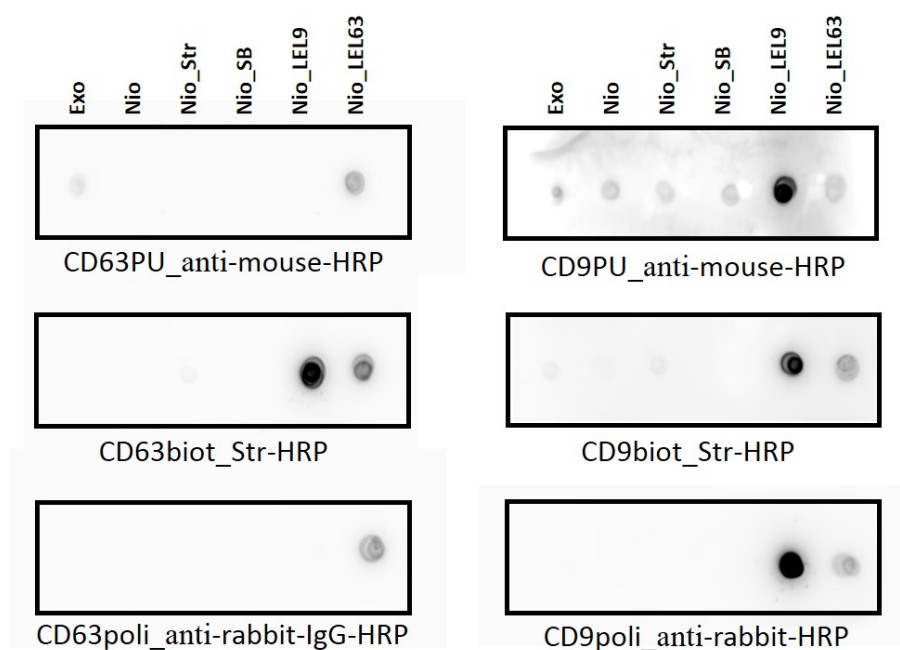 Exo Nio Nio_Str Nio_SB Nio_LEL9 Nio_LEL63
Exo Nio Nio_Str Nio_SB Nio_LEL9 Nio_LEL63
CD63PU_anti-mouse-HRP
CD9PU_anti-mouse-HRP
CD63biot_Str-HRP
CD9biot_Str-HRP
CD63poli_anti-rabbit-IgG-HRP
CD9poli_anti-rabbit-HRP